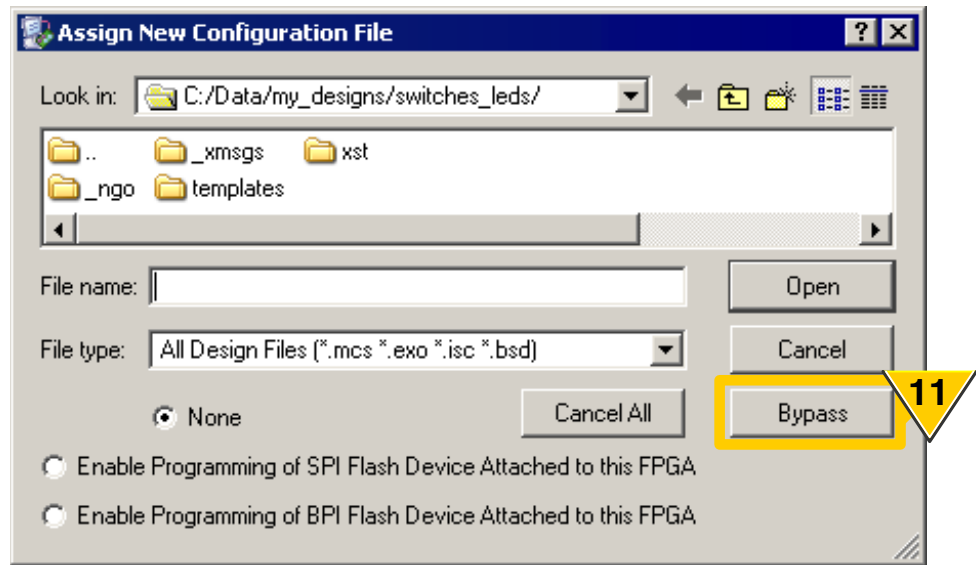 Assign New Configuration File
Look in: C:/Data/my_designs/switches_leds/
.. _xmsgs xst
_ngo templates
File name: Open
File type: All Design Files (*.mcs *.exo *.isc *.bsd) Cancel
None Cancel All Bypass 11
Enable Programming of SPI Flash Device Attached to this FPGA
Enable Programming of BPI Flash Device Attached to this FPGA